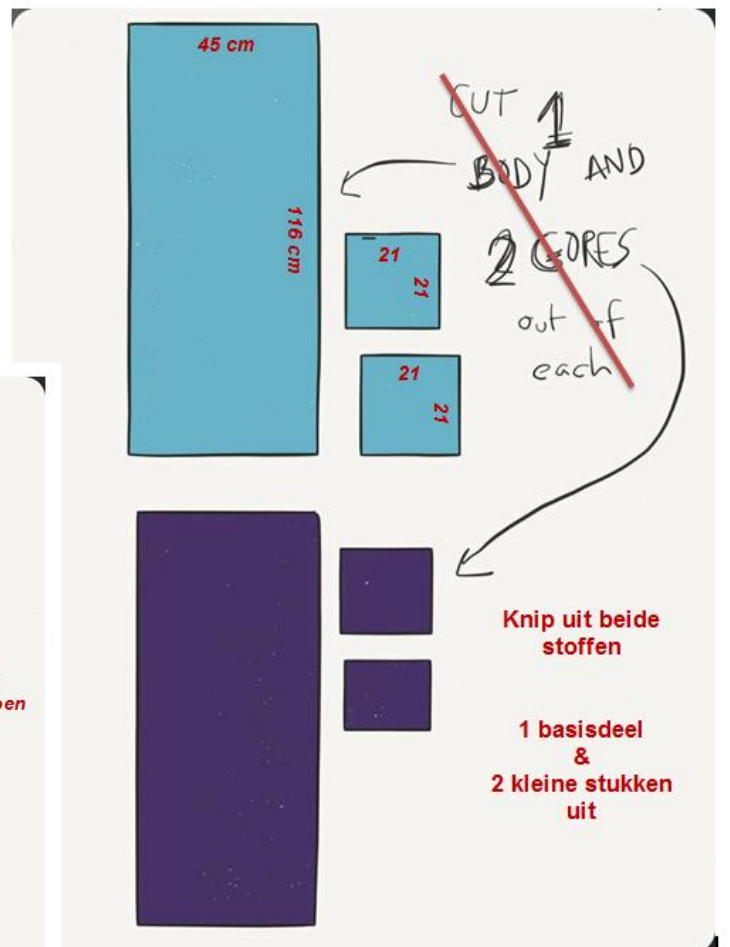 45 cm
116 cm
CUT 1
BODY AND
2 GORES
out of
each
21
21
21
21
Knip uit beide
stoffen
1 basisdeel
&
2 kleine stukken
uit